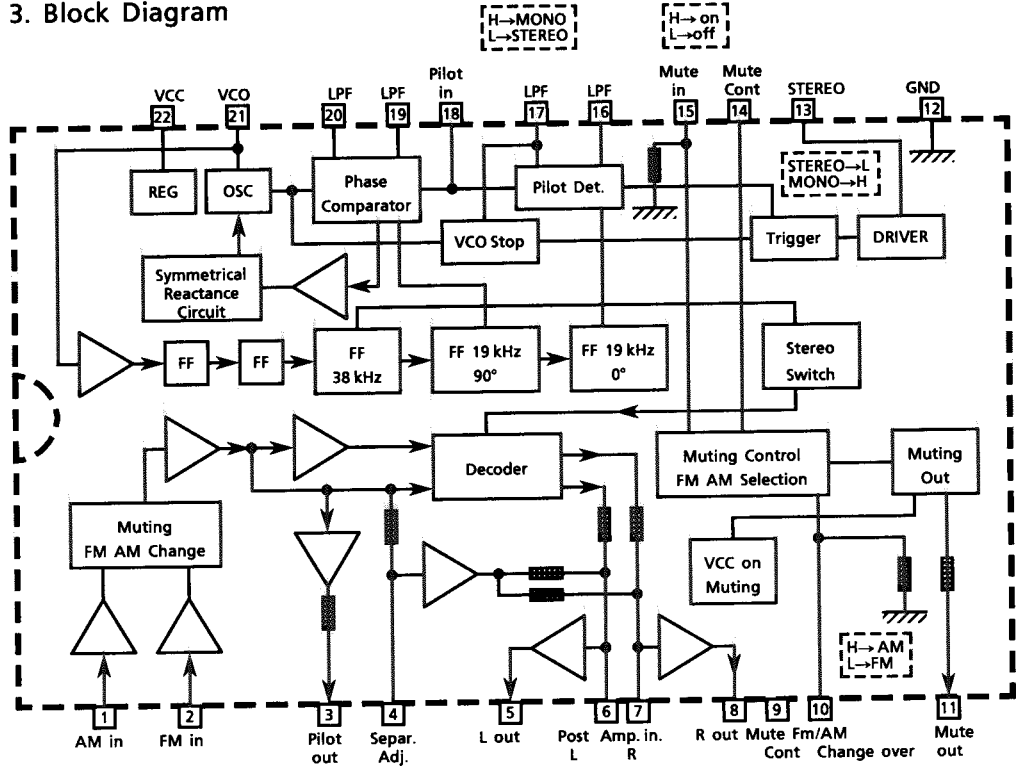 3. Block Diagram
H→MONO
L→STEREO
H→on
L→off
VCC
VCO
LPF
LPF
Pilot
in
LPF
LPF
Mute
in
Mute
Cont
STEREO
GND
22
21
20
19
18
17
16
15
14
13
12
REG
OSC
Phase
Comparator
Pilot Det.
STEREO→L
MONO→H
VCO Stop
Trigger
DRIVER
Symmetrical
Reactance
Circuit
FF
FF
FF
38 kHz
FF 19 kHz
90°
FF 19 kHz
0°
Stereo
Switch
Decoder
Muting Control
FM AM Selection
Muting
Out
Muting
FM AM Change
VCC on
Muting
H→AM
L→FM
1
2
3
4
5
6
7
8
9
10
11
AM in
FM in
Pilot
out
Separ.
Adj.
L out
Post Amp. in.
L R
R out
Mute
Cont
Fm/AM
Change over
Mute
out